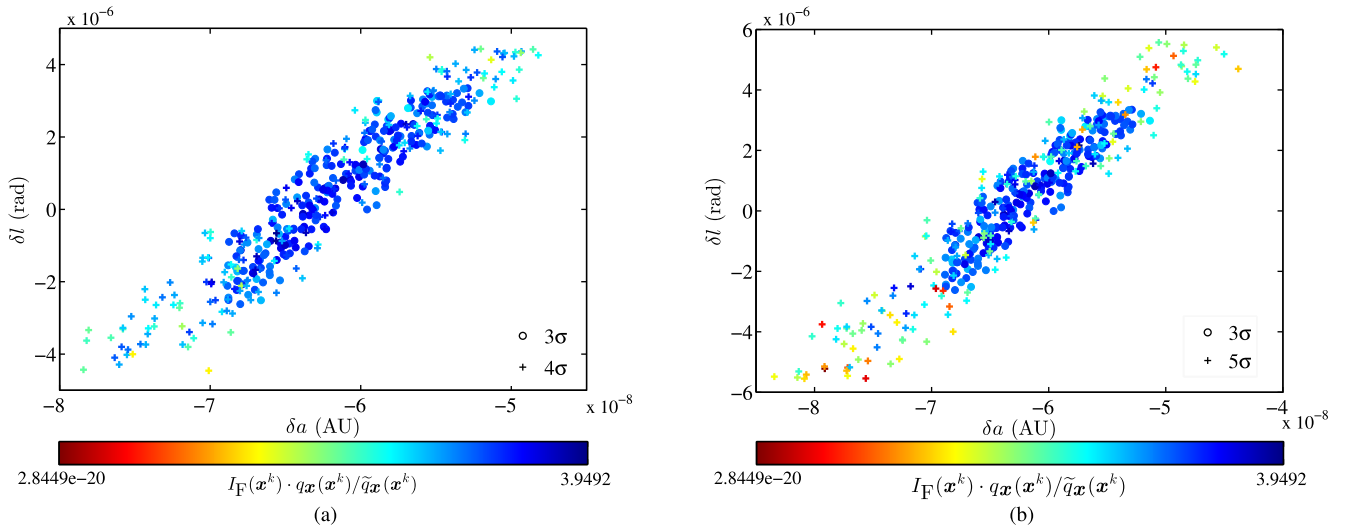 x 10⁻⁶
4
2
0
−2
−4
δl (rad)
3σ
4σ
−8
−7
−6
−5
x 10⁻⁸
δa (AU)
2.8449e−20
I_F(x^k) · q_x(x^k)/q̃_x(x^k)
3.9492
(a)
x 10⁻⁶
6
4
2
0
−2
−4
−6
δl (rad)
3σ
5σ
−8
−7
−6
−5
−4
x 10⁻⁸
δa (AU)
2.8449e−20
I_F(x^k) · q_x(x^k)/q̃_x(x^k)
3.9492
(b)